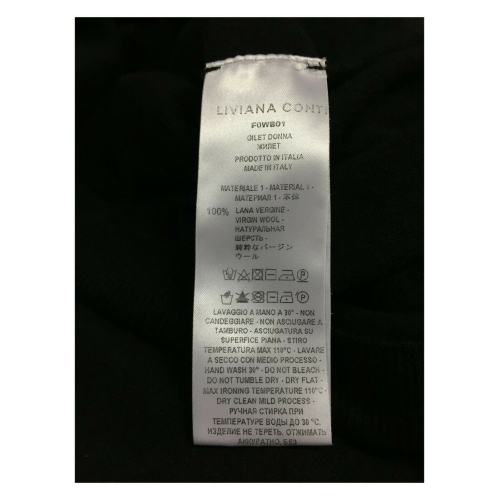 LIVIANA CONTI
F0WB01
GILET DONNA
ЖИЛЕТ
PRODOTTO IN ITALIA
MADE IN ITALY
MATERIALE 1 - MATERIAL 1 -
МАТЕРИАЛ 1 -
100% LANA VERGINE -
VIRGIN WOOL -
НАТУРАЛЬНАЯ
ШЕРСТЬ -
純粋なバージン
ウール
LAVAGGIO A MANO A 30° - NON
CANDEGGIARE - NON ASCIUGARE A
TAMBURO - ASCIUGATURA SU
SUPERFICE PIANA - STIRO
TEMPERATURA MAX 110°C - LAVARE
A SECCO CON MEDIO PROCESSO -
HAND WASH 30° - DO NOT BLEACH -
DO NOT TUMBLE DRY - DRY FLAT -
MAX IRONING TEMPERATURE 110°C -
DRY CLEAN MILD PROCESS -
РУЧНАЯ СТИРКА ПРИ
ТЕМПЕРАТУРЕ ВОДЫ ДО 30 °C.
ИЗДЕЛИЕ НЕ ТЕРЕТЬ, ОТЖИМАТЬ
АККУРАТНО, БЕЗ